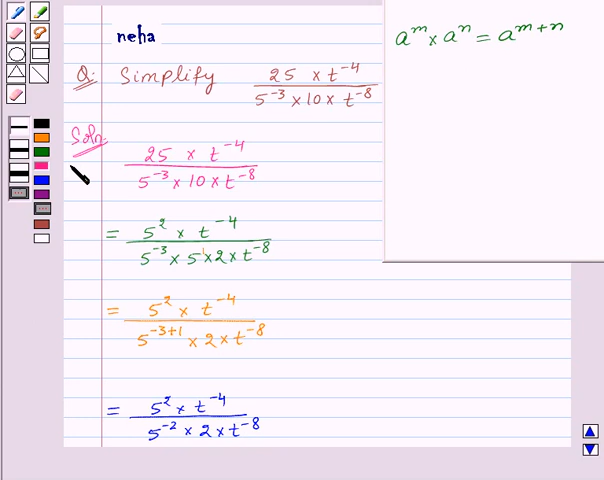 neha
a^m × a^n = a^{m+n}
Q: Simplify (25 × t^{-4}) / (5^{-3} × 10 × t^{-8})
Soln.
(25 × t^{-4}) / (5^{-3} × 10 × t^{-8})
= (5^2 × t^{-4}) / (5^{-3} × 5^1 × 2 × t^{-8})
= (5^2 × t^{-4}) / (5^{-3+1} × 2 × t^{-8})
= (5^2 × t^{-4}) / (5^{-2} × 2 × t^{-8})